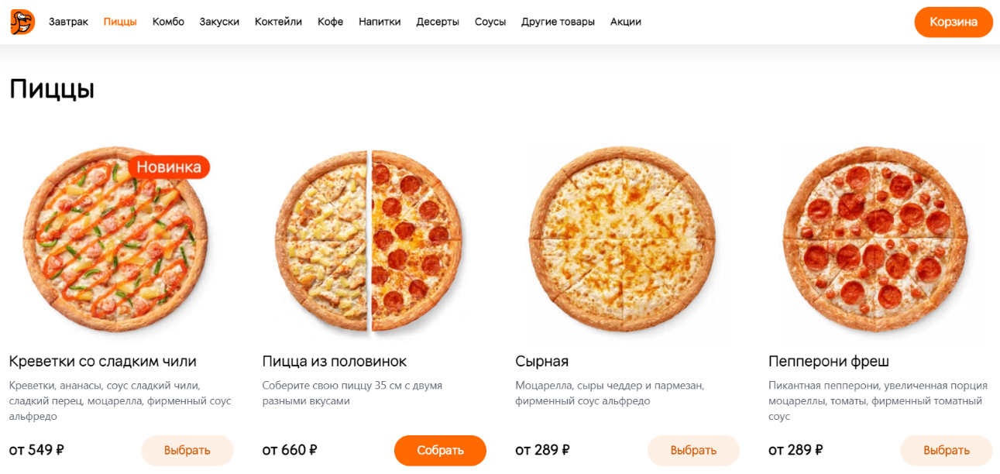 Завтрак Пиццы Комбо Закуски Коктейли Кофе Напитки Десерты Соусы Другие товары Акции Корзина
Пиццы
Новинка
Креветки со сладким чили
Креветки, ананасы, соус сладкий чили,
сладкий перец, моцарелла, фирменный соус
альфредо
от 549 ₽ Выбрать
Пицца из половинок
Соберите свою пиццу 35 см с двумя
разными вкусами
от 660 ₽ Собрать
Сырная
Моцарелла, сыры чеддер и пармезан,
фирменный соус альфредо
от 289 ₽ Выбрать
Пепперони фреш
Пикантная пепперони, увеличенная порция
моцареллы, томаты, фирменный томатный
соус
от 289 ₽ Выбрать